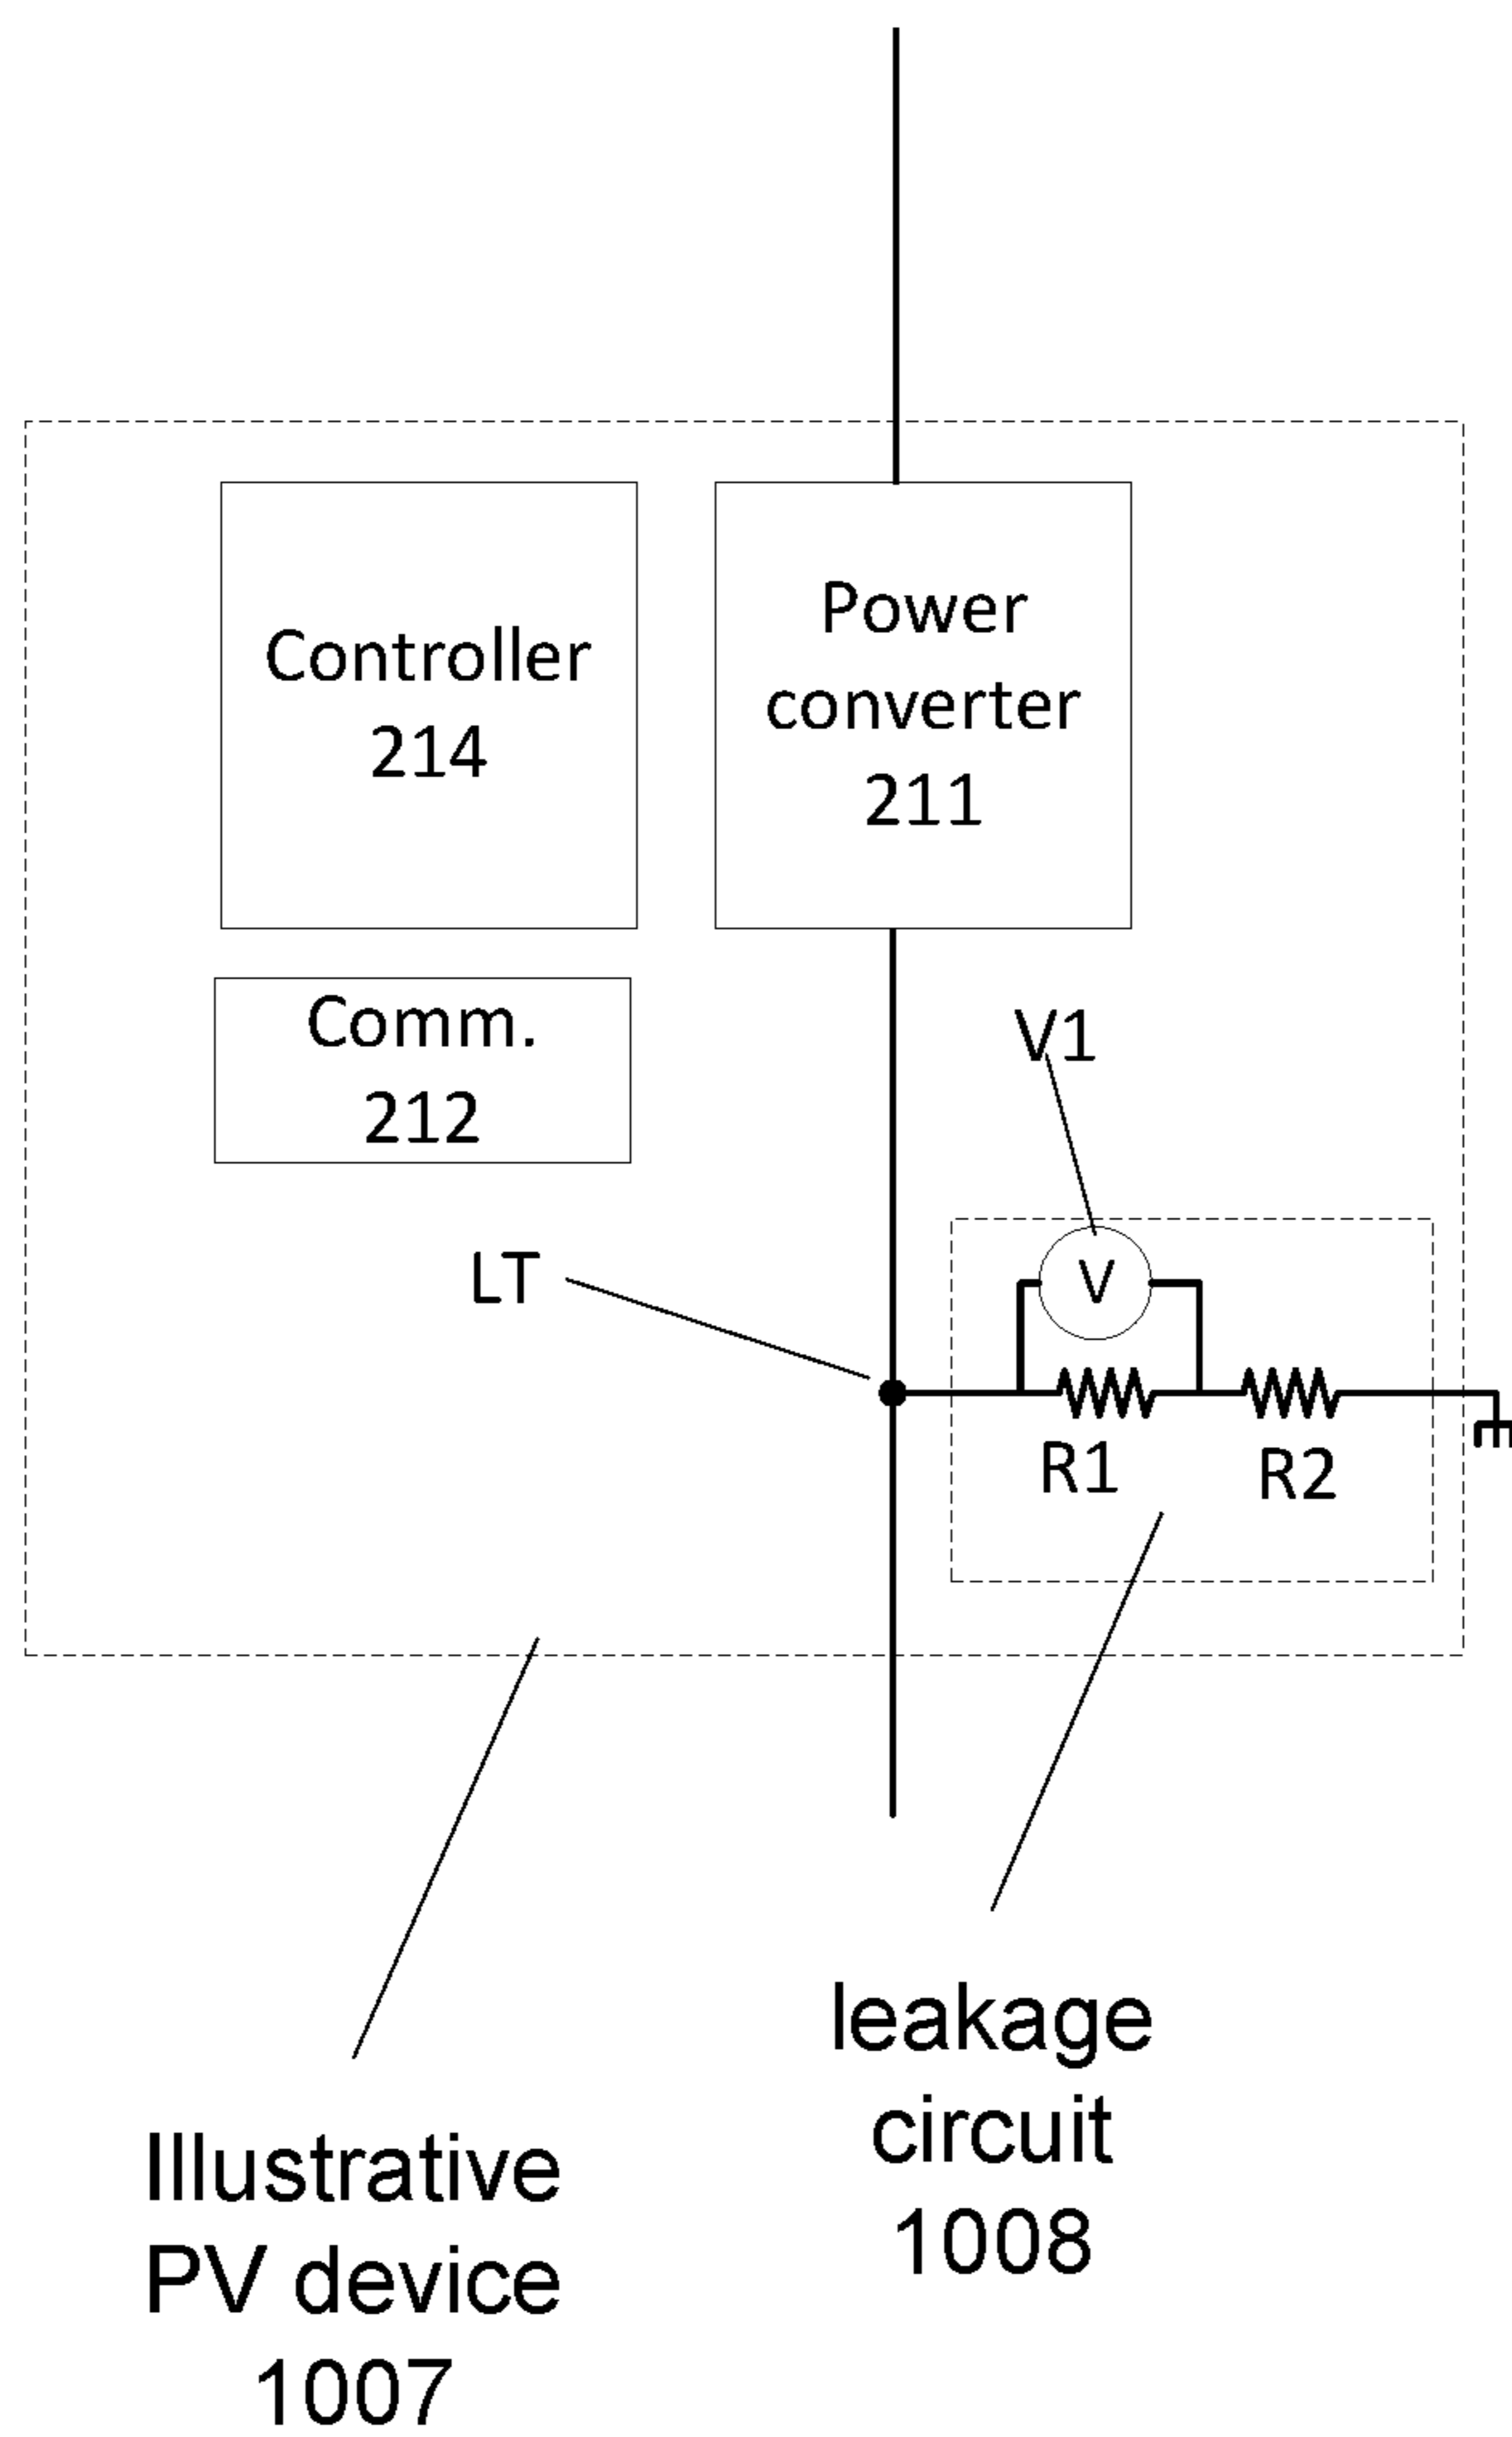 Controller
214
Power
converter
211
Comm.
212
V1
LT
V
R1
R2
leakage
circuit
1008
Illustrative
PV device
1007